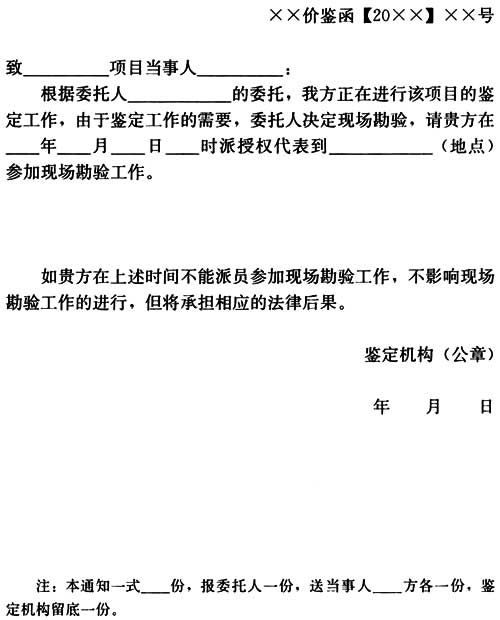 ××价鉴函【20××】××号
致__________项目当事人__________：
根据委托人____________的委托，我方正在进行该项目的鉴
定工作，由于鉴定工作的需要，委托人决定现场勘验，请贵方在
____年____月____日____时派授权代表到____________（地点）
参加现场勘验工作。
如贵方在上述时间不能派员参加现场勘验工作，不影响现场
勘验工作的进行，但将承担相应的法律后果。
鉴定机构（公章）
年 月 日
注：本通知一式____份，报委托人一份，送当事人____方各一份，鉴
定机构留底一份。